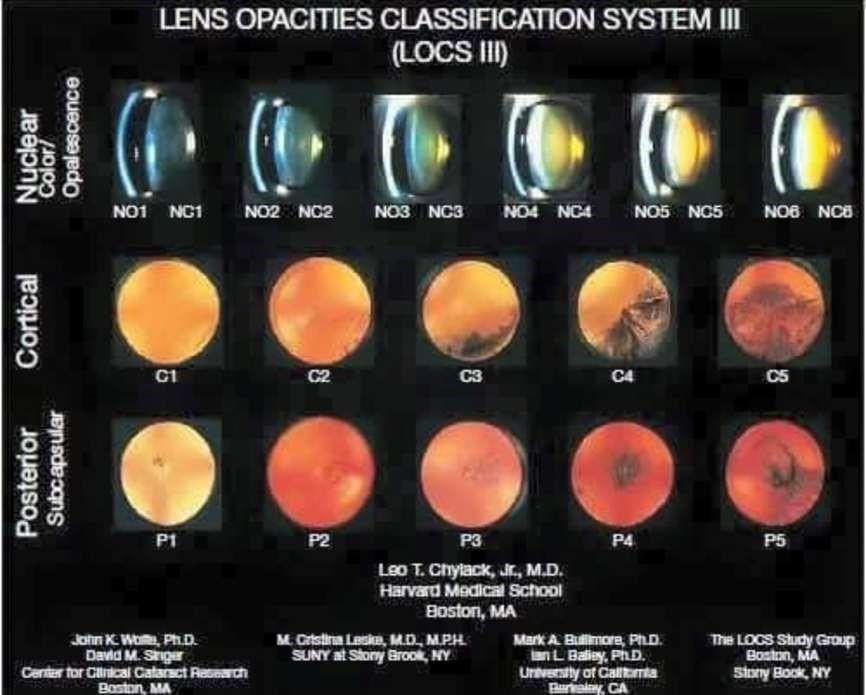 LENS OPACITIES CLASSIFICATION SYSTEM III
(LOCS III)
Nuclear
Color/
Opalescence
NO1 NC1 NO2 NC2 NO3 NC3 NO4 NC4 NO5 NC5 NO6 NC6
Cortical
C1 C2 C3 C4 C5
Posterior
Subcapsular
P1 P2 P3 P4 P5
Leo T. Chylack, Jr., M.D.
Harvard Medical School
Boston, MA
John K. Wolfe, Ph.D.
David M. Singer
Center for Clinical Cataract Research
Boston, MA
M. Cristina Leske, M.D., M.P.H.
SUNY at Stony Brook, NY
Mark A. Bullimore, Ph.D.
Ian L. Bailey, Ph.D.
University of California
Berkeley, CA
The LOCS Study Group
Boston, MA
Stony Book, NY